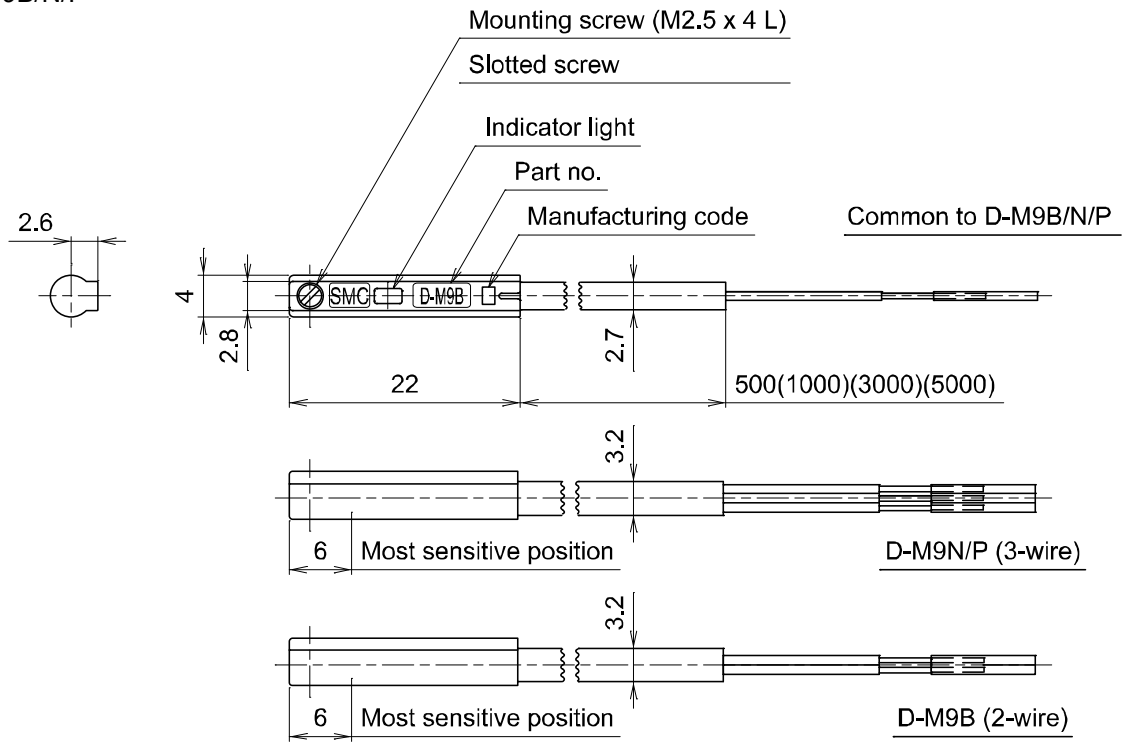 Mounting screw (M2.5 x 4 L)
Slotted screw
Indicator light
Part no.
Manufacturing code
Common to D-M9B/N/P
2.6
4
2.8
SMC
D-M9B
2.7
22
500(1000)(3000)(5000)
3.2
6
Most sensitive position
D-M9N/P (3-wire)
3.2
6
Most sensitive position
D-M9B (2-wire)